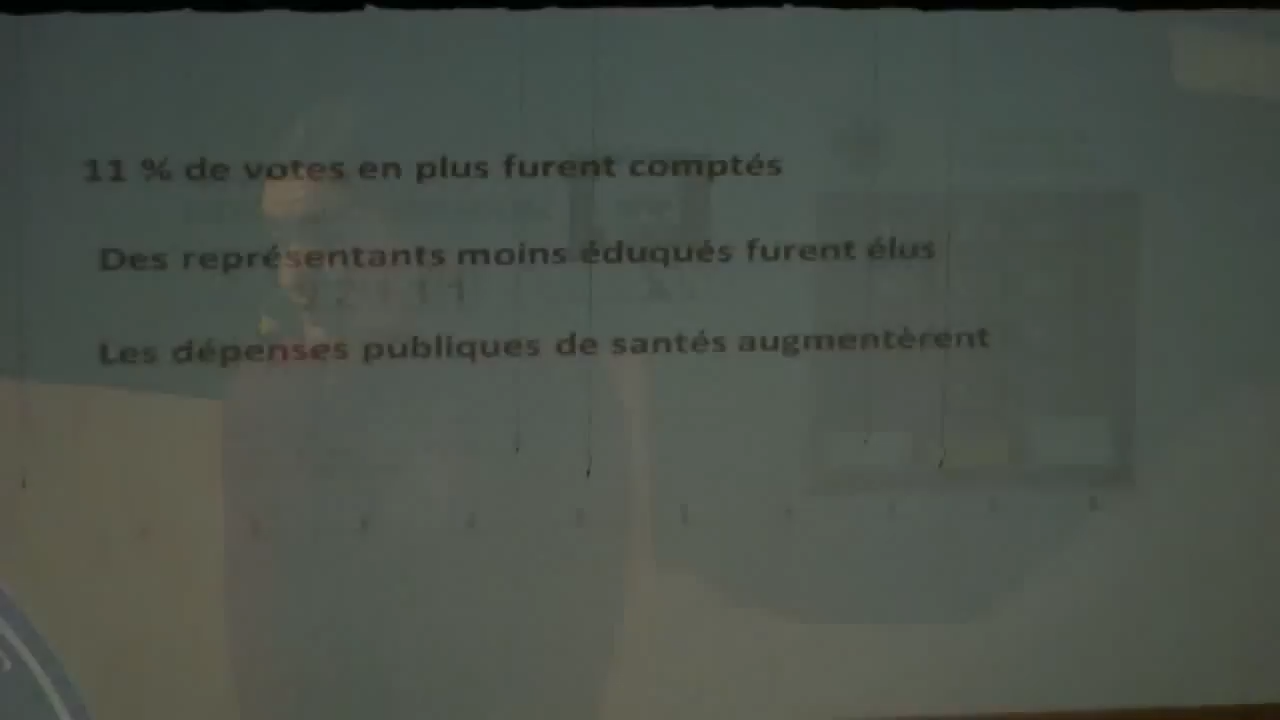 11 % de votes en plus furent comptés
Des représentants moins éduqués furent élus
Les dépenses publiques de santés augmentèrent